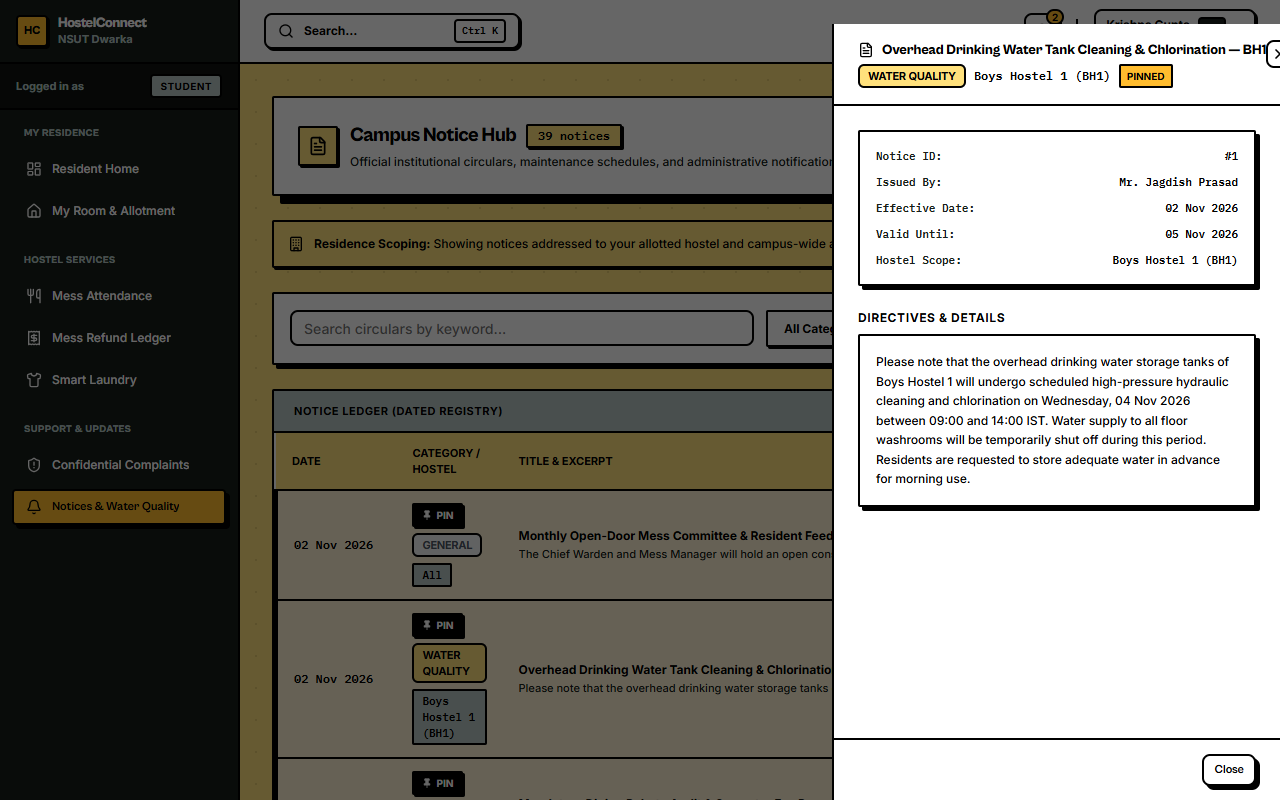 HC
HostelConnect
NSUT Dwarka
Logged in as
STUDENT
MY RESIDENCE
Resident Home
My Room & Allotment
HOSTEL SERVICES
Mess Attendance
Mess Refund Ledger
Smart Laundry
SUPPORT & UPDATES
Confidential Complaints
Notices & Water Quality
Search...
Ctrl K
2
Campus Notice Hub
39 notices
Official institutional circulars, maintenance schedules, and administrative notification
Residence Scoping: Showing notices addressed to your allotted hostel and campus-wide
Search circulars by keyword...
All Categ
NOTICE LEDGER (DATED REGISTRY)
DATE
CATEGORY /
HOSTEL
TITLE & EXCERPT
02 Nov 2026
PIN
GENERAL
All
Monthly Open-Door Mess Committee & Resident Feed
The Chief Warden and Mess Manager will hold an open con
02 Nov 2026
PIN
WATER
QUALITY
Boys
Hostel 1
(BH1)
Overhead Drinking Water Tank Cleaning & Chlorinatio
Please note that the overhead drinking water storage tanks
PIN
Overhead Drinking Water Tank Cleaning & Chlorination — BH1
WATER QUALITY
Boys Hostel 1 (BH1)
PINNED
Notice ID:
#1
Issued By:
Mr. Jagdish Prasad
Effective Date:
02 Nov 2026
Valid Until:
05 Nov 2026
Hostel Scope:
Boys Hostel 1 (BH1)
DIRECTIVES & DETAILS
Please note that the overhead drinking water storage tanks of
Boys Hostel 1 will undergo scheduled high-pressure hydraulic
cleaning and chlorination on Wednesday, 04 Nov 2026
between 09:00 and 14:00 IST. Water supply to all floor
washrooms will be temporarily shut off during this period.
Residents are requested to store adequate water in advance
for morning use.
Close